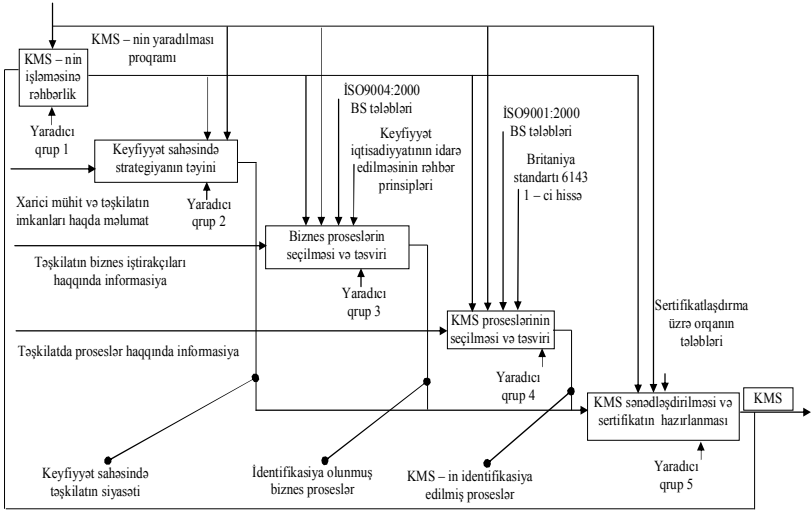 KMS – nin yaradılması
proqramı
KMS – nin
işləməsinə
rəhbərlik
Yaradıcı
qrup 1
İSO9004:2000
BS tələbləri
Keyfiyyət
iqtisadiyyatının idarə
edilməsinin rəhbər
prinsipləri
İSO9001:2000
BS tələbləri
Britaniya
standartı 6143
1 – ci hissə
Keyfiyyət sahəsində
strategiyanın təyini
Xarici mühit və təşkilatın
imkanları haqda məlumat
Yaradıcı
qrup 2
Biznes proseslərin
seçilməsi və təsviri
Təşkilatın biznes iştirakçıları
haqqında informasiya
Yaradıcı
qrup 3
KMS proseslərinin
seçilməsi və təsviri
Təşkilatda proseslər haqqında informasiya
Yaradıcı
qrup 4
Sertifikatlaşdırma
üzrə orqanın
tələbləri
KMS sənədləşdirilməsi və
sertifikatın hazırlanması
KMS
Yaradıcı
qrup 5
Keyfiyyət sahəsində
təşkilatın siyasəti
İdentifikasiya olunmuş
biznes proseslər
KMS – in identifikasiya
edilmiş proseslər